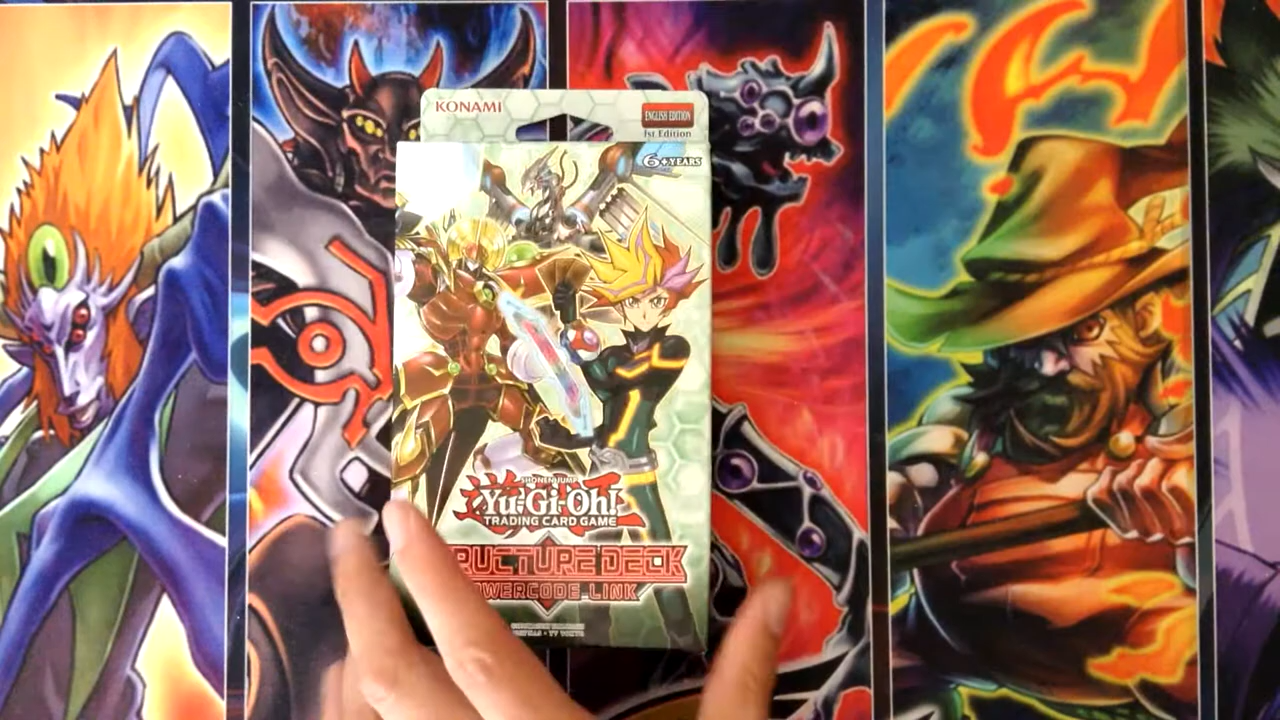 KONAMI
ENGLISH EDITION
1st Edition
6+YEARS
SHONEN JUMP
Yu-Gi-Oh!
TRADING CARD GAME
RUCTURE DECK
OWERCODE LINK